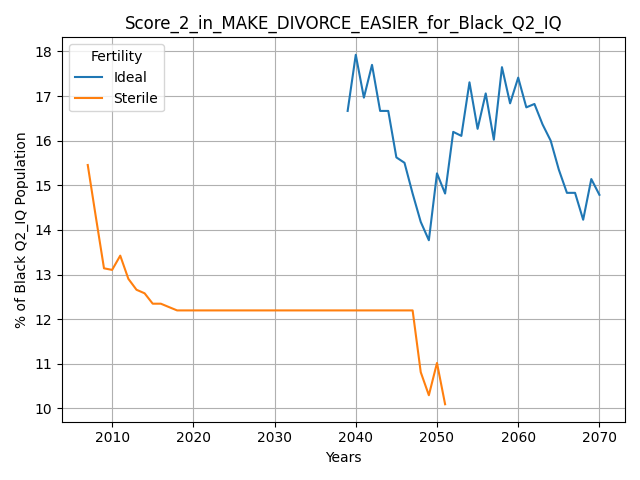 Score_2_in_MAKE_DIVORCE_EASIER_for_Black_Q2_IQ
Fertility
Ideal
Sterile
18
17
16
15
14
13
12
11
10
% of Black Q2_IQ Population
2010
2020
2030
2040
2050
2060
2070
Years